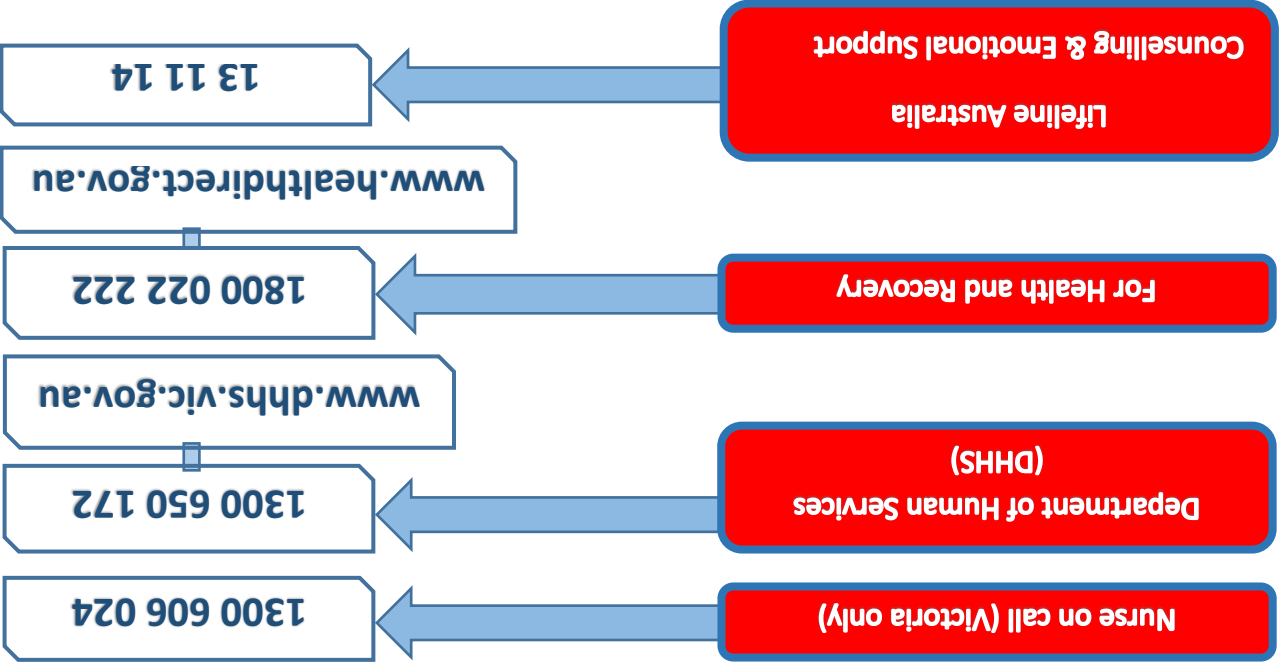 Nurse on call (Victoria only)
1300 606 024
Department of Human Services
(DHHS)
1300 650 172
www.dhhs.vic.gov.au
For Health and Recovery
1800 022 222
www.healthdirect.gov.au
Lifeline Australia
Counselling & Emotional Support
13 11 14